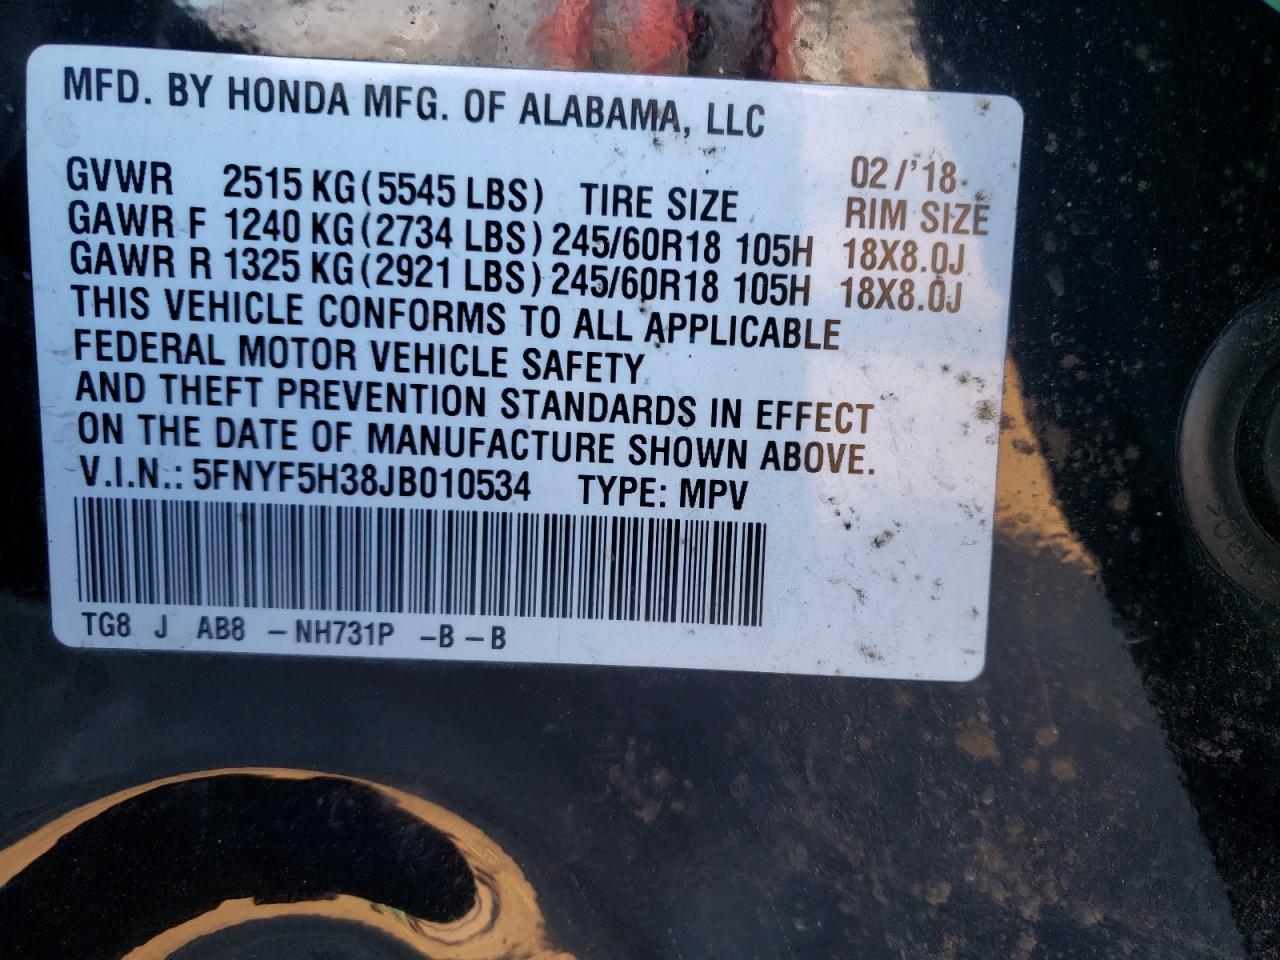 MFD. BY HONDA MFG. OF ALABAMA, LLC
02/'18
GVWR 2515 KG(5545 LBS) TIRE SIZE RIM SIZE
GAWR F 1240 KG(2734 LBS) 245/60R18 105H 18X8.0J
GAWR R 1325 KG(2921 LBS) 245/60R18 105H 18X8.0J
THIS VEHICLE CONFORMS TO ALL APPLICABLE
FEDERAL MOTOR VEHICLE SAFETY
AND THEFT PREVENTION STANDARDS IN EFFECT
ON THE DATE OF MANUFACTURE SHOWN ABOVE.
V.I.N.: 5FNYF5H38JB010534 TYPE: MPV
TG8 J AB8 -NH731P -B -B